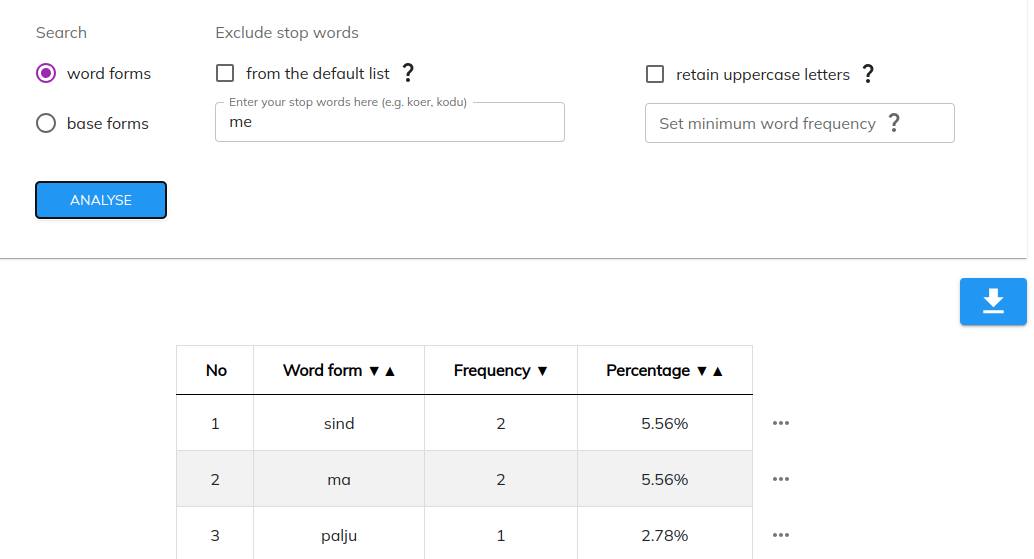 Search
Exclude stop words
word forms
from the default list ?
retain uppercase letters ?
Enter your stop words here (e.g. koer, kodu)
me
base forms
Set minimum word frequency ?
ANALYSE
No Word form ▼▲ Frequency ▼ Percentage ▼▲
1 sind 2 5.56%
2 ma 2 5.56%
3 palju 1 2.78%